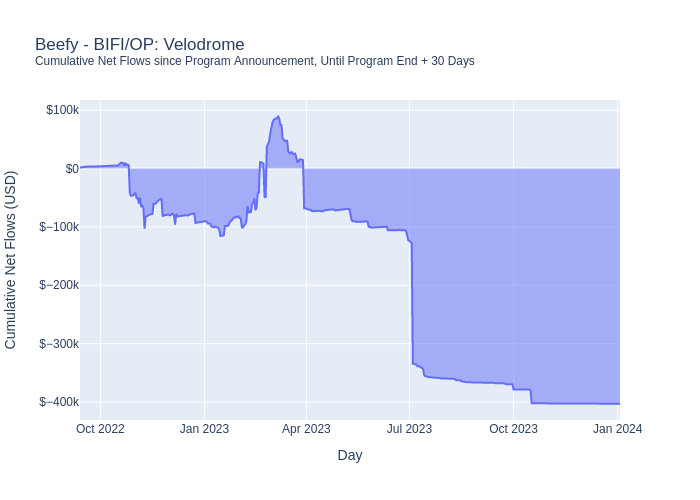 Beefy - BIFI/OP: Velodrome
Cumulative Net Flows since Program Announcement, Until Program End + 30 Days
Cumulative Net Flows (USD)
$100k
$0
$−100k
$−200k
$−300k
$−400k
Oct 2022
Jan 2023
Apr 2023
Jul 2023
Oct 2023
Jan 2024
Day